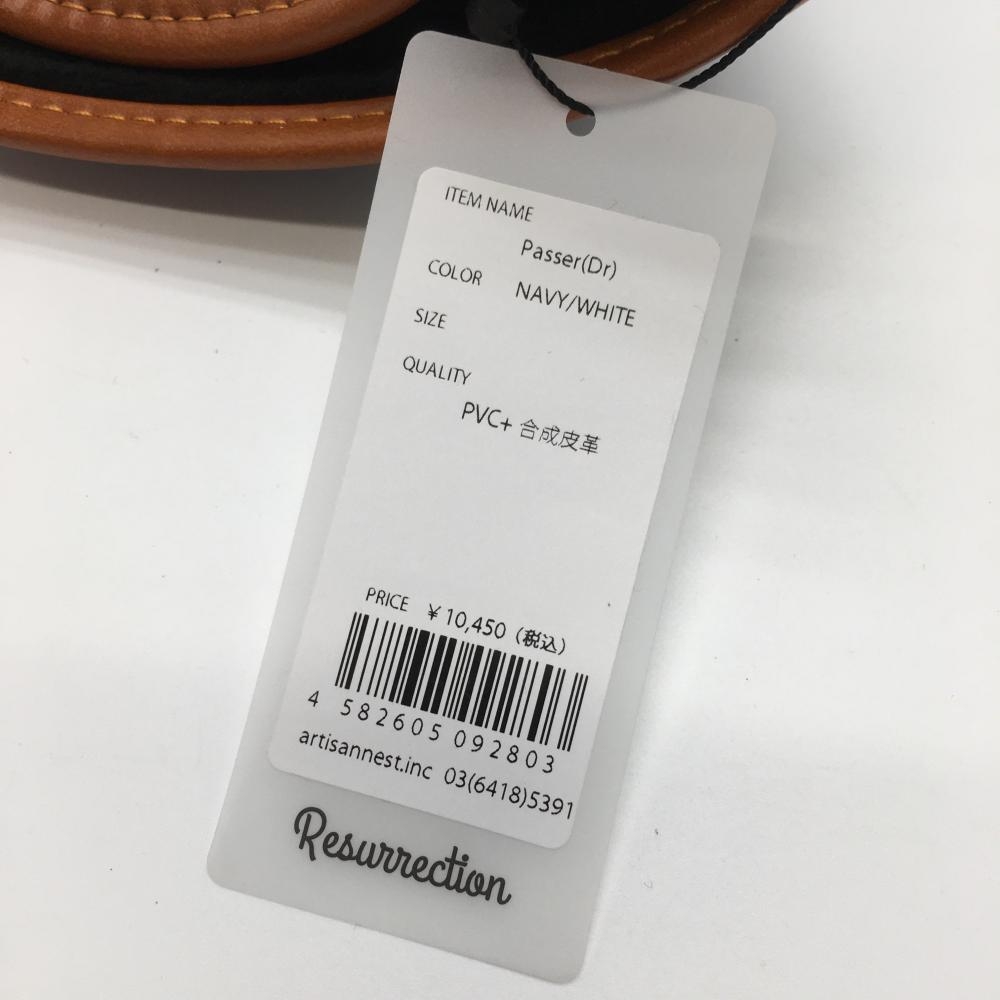 ITEM NAME
Passer(Dr)
COLOR NAVY/WHITE
SIZE
QUALITY
PVC+ 合成皮革
PRICE ¥10,450（税込）
4 582605 092803
artisannest.inc 03(6418)5391
Resurrection